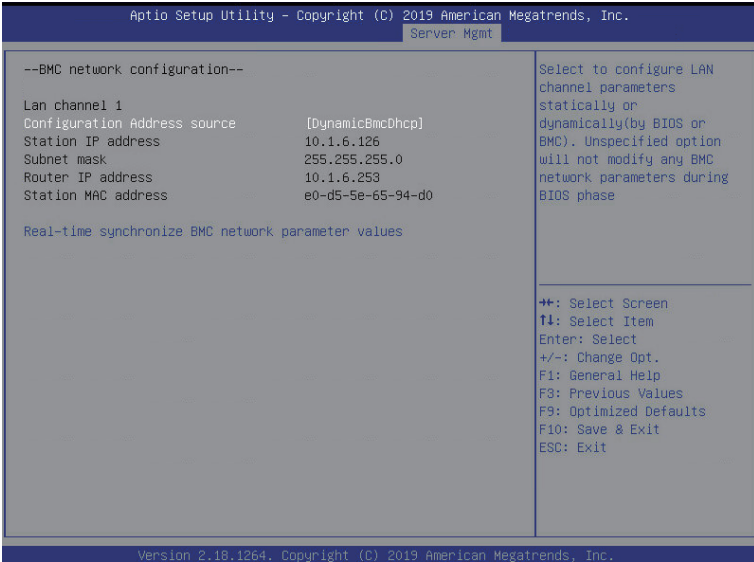 Aptio Setup Utility – Copyright (C) 2019 American Megatrends, Inc.
Server Mgmt
--BMC network configuration--
Lan channel 1
Configuration Address source [DynamicBmcDhcp]
Station IP address 10.1.6.126
Subnet mask 255.255.255.0
Router IP address 10.1.6.253
Station MAC address e0-d5-5e-65-94-d0
Real-time synchronize BMC network parameter values
Select to configure LAN
channel parameters
statically or
dynamically(by BIOS or
BMC). Unspecified option
will not modify any BMC
network parameters during
BIOS phase
→←: Select Screen
↑↓: Select Item
Enter: Select
+/-: Change Opt.
F1: General Help
F3: Previous Values
F9: Optimized Defaults
F10: Save & Exit
ESC: Exit
Version 2.18.1264. Copyright (C) 2019 American Megatrends, Inc.